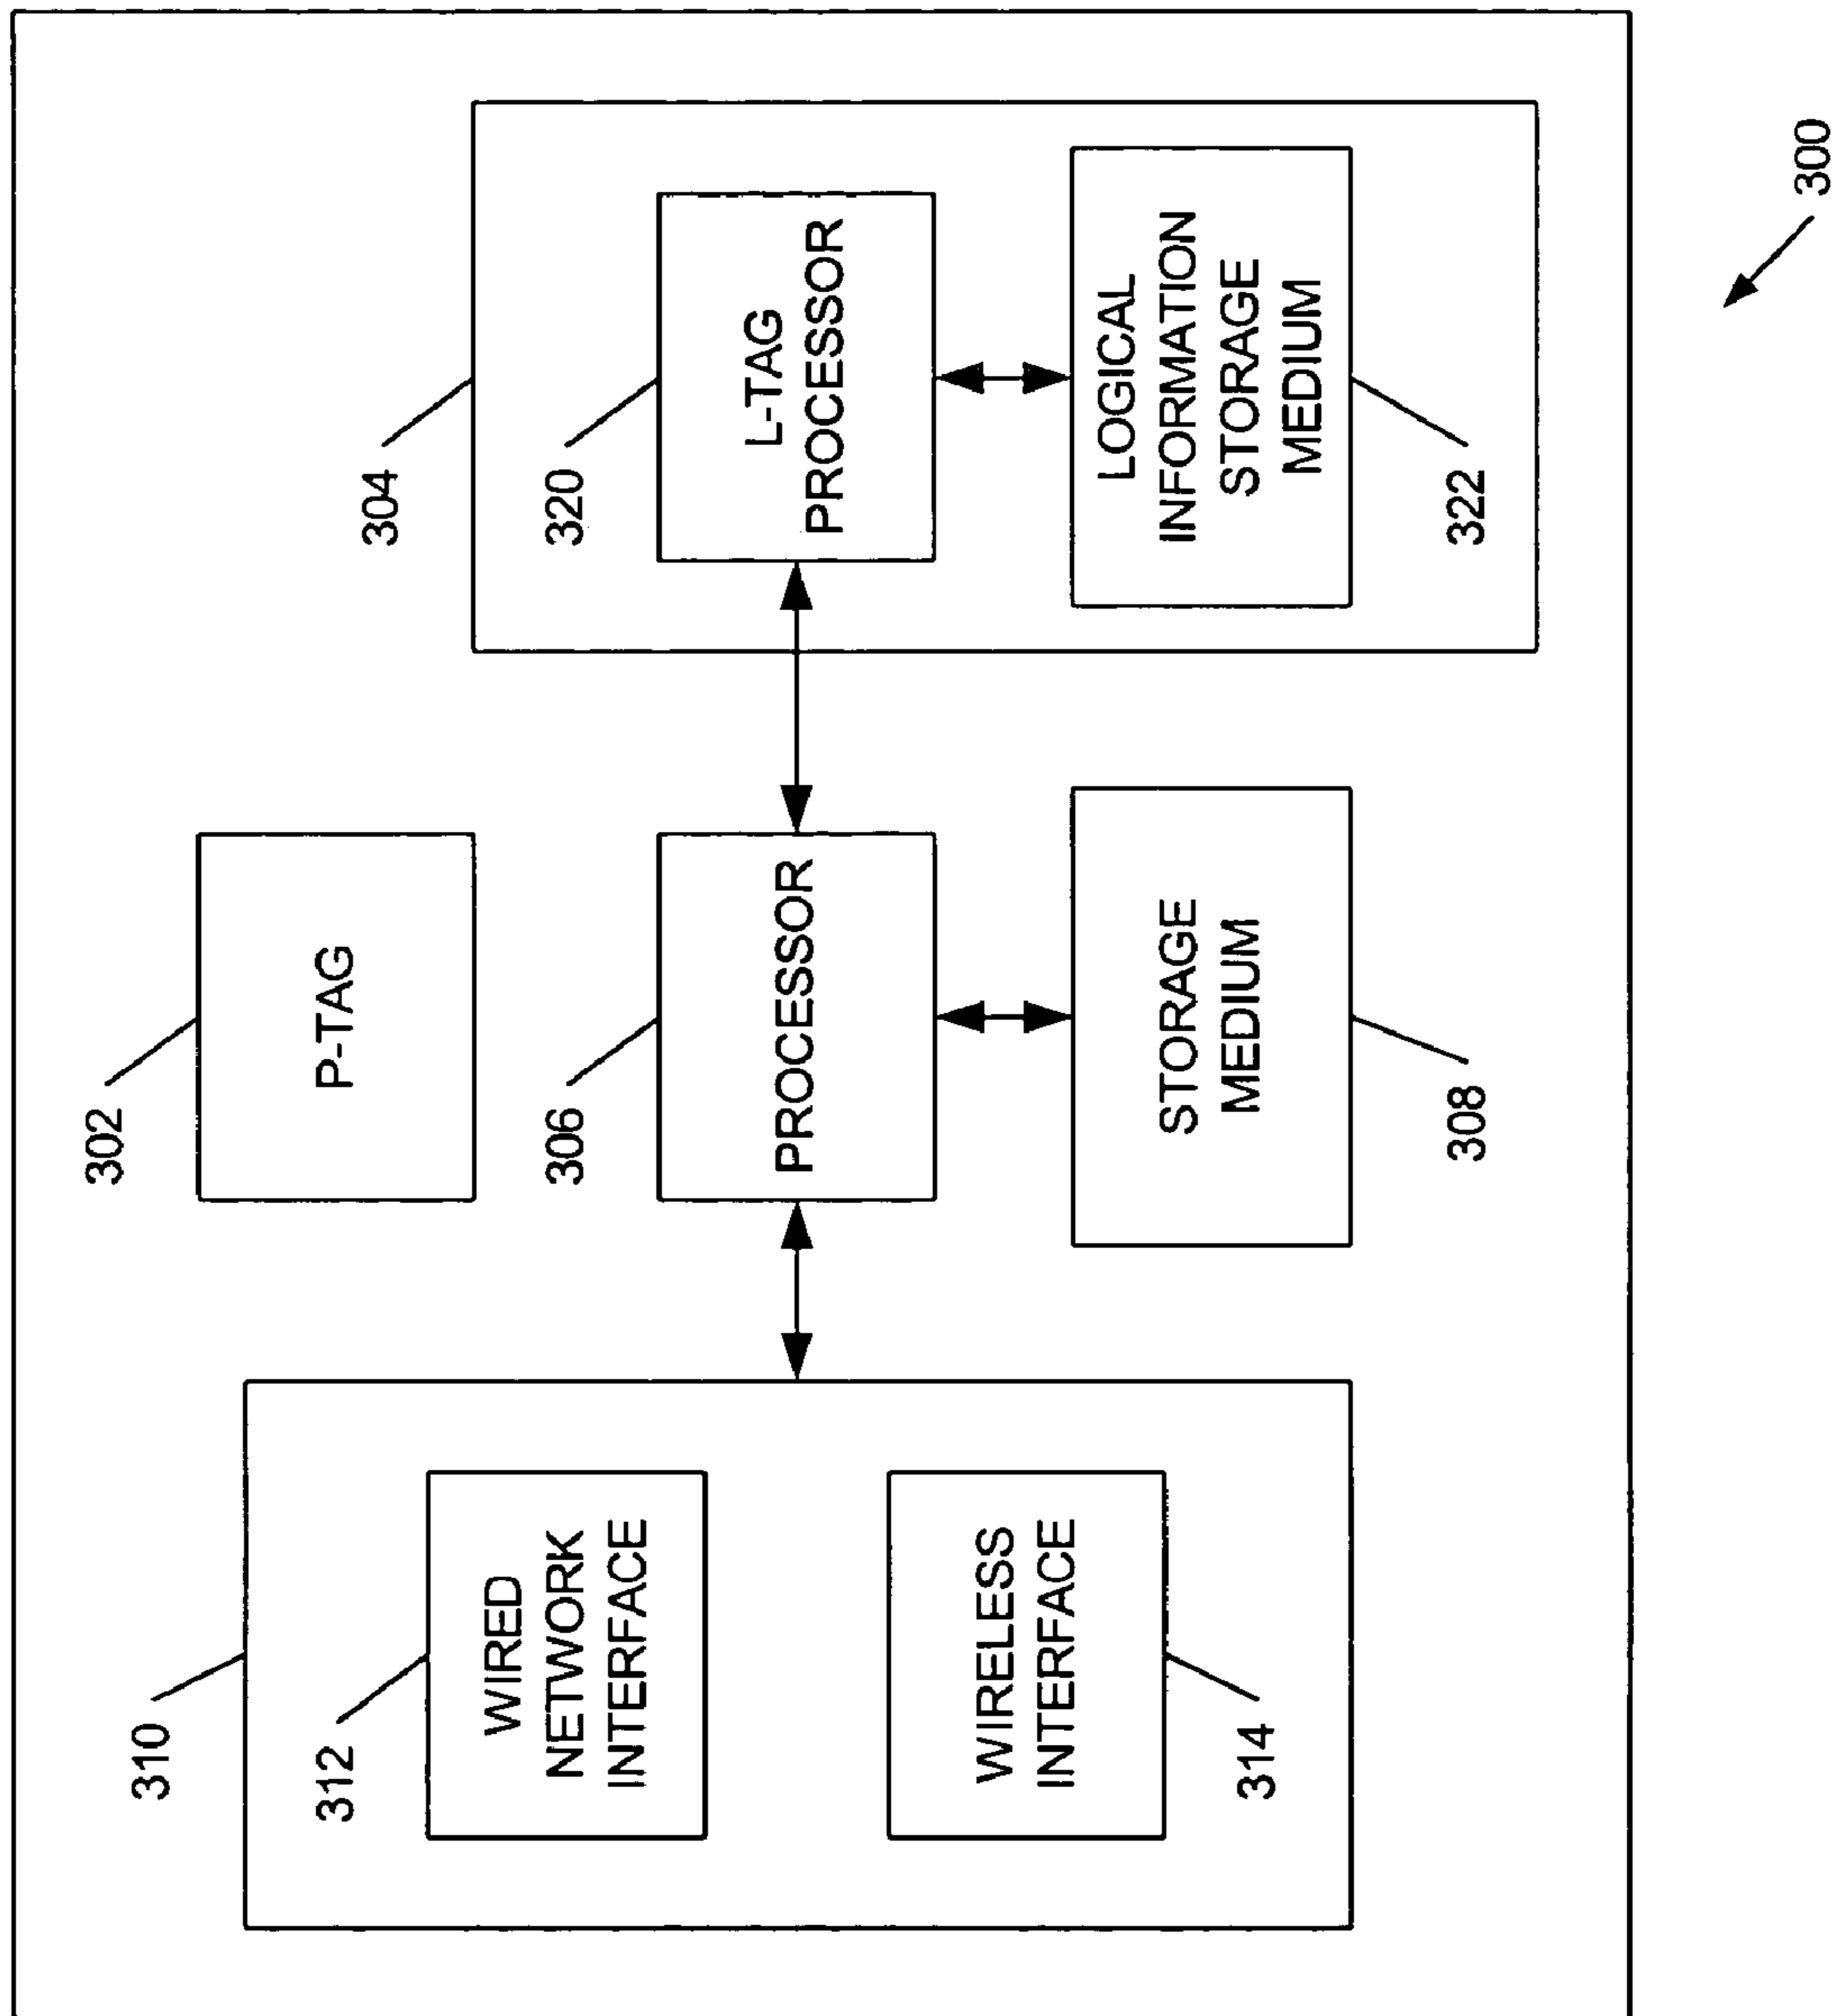 310
312
WIRED
NETWORK
INTERFACE
WIRELESS
INTERFACE
314
302
P-TAG
306
PROCESSOR
STORAGE
MEDIUM
308
304
320
L-TAG
PROCESSOR
LOGICAL
INFORMATION
STORAGE
MEDIUM
322
300